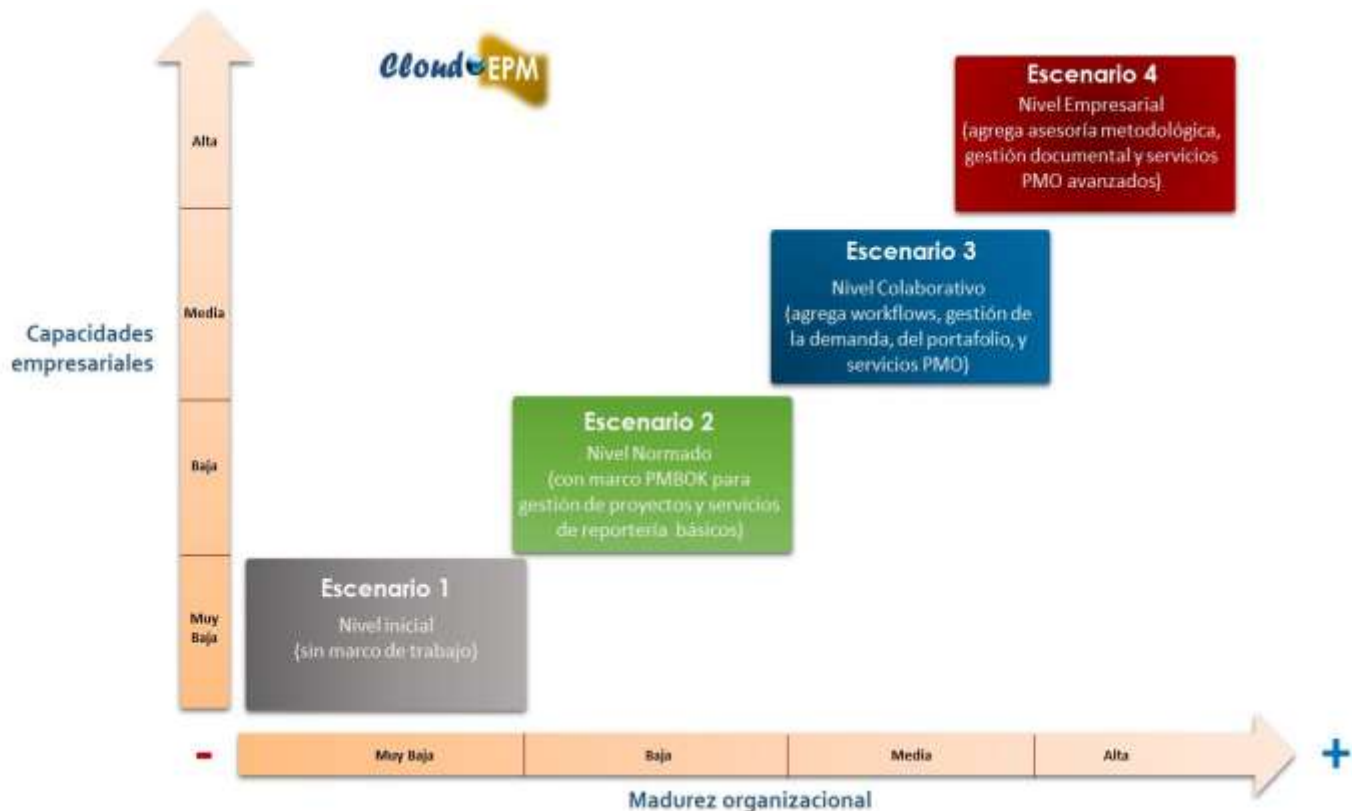 Cloud EPM
Escenario 4
Nivel Empresarial
(agrega asesoría metodológica,
gestión documental y servicios
PMO avanzados)
Alta
Escenario 3
Nivel Colaborativo
(agrega workflows, gestión de
la demanda, del portafolio, y
servicios PMO)
Media
Capacidades
empresariales
Escenario 2
Nivel Normado
(con marco PMBOK para
gestión de proyectos y servicios
de reportería básicos)
Baja
Escenario 1
Nivel inicial
(sin marco de trabajo)
Muy
Baja
-
Muy Baja
Baja
Media
Alta
+
Madurez organizacional